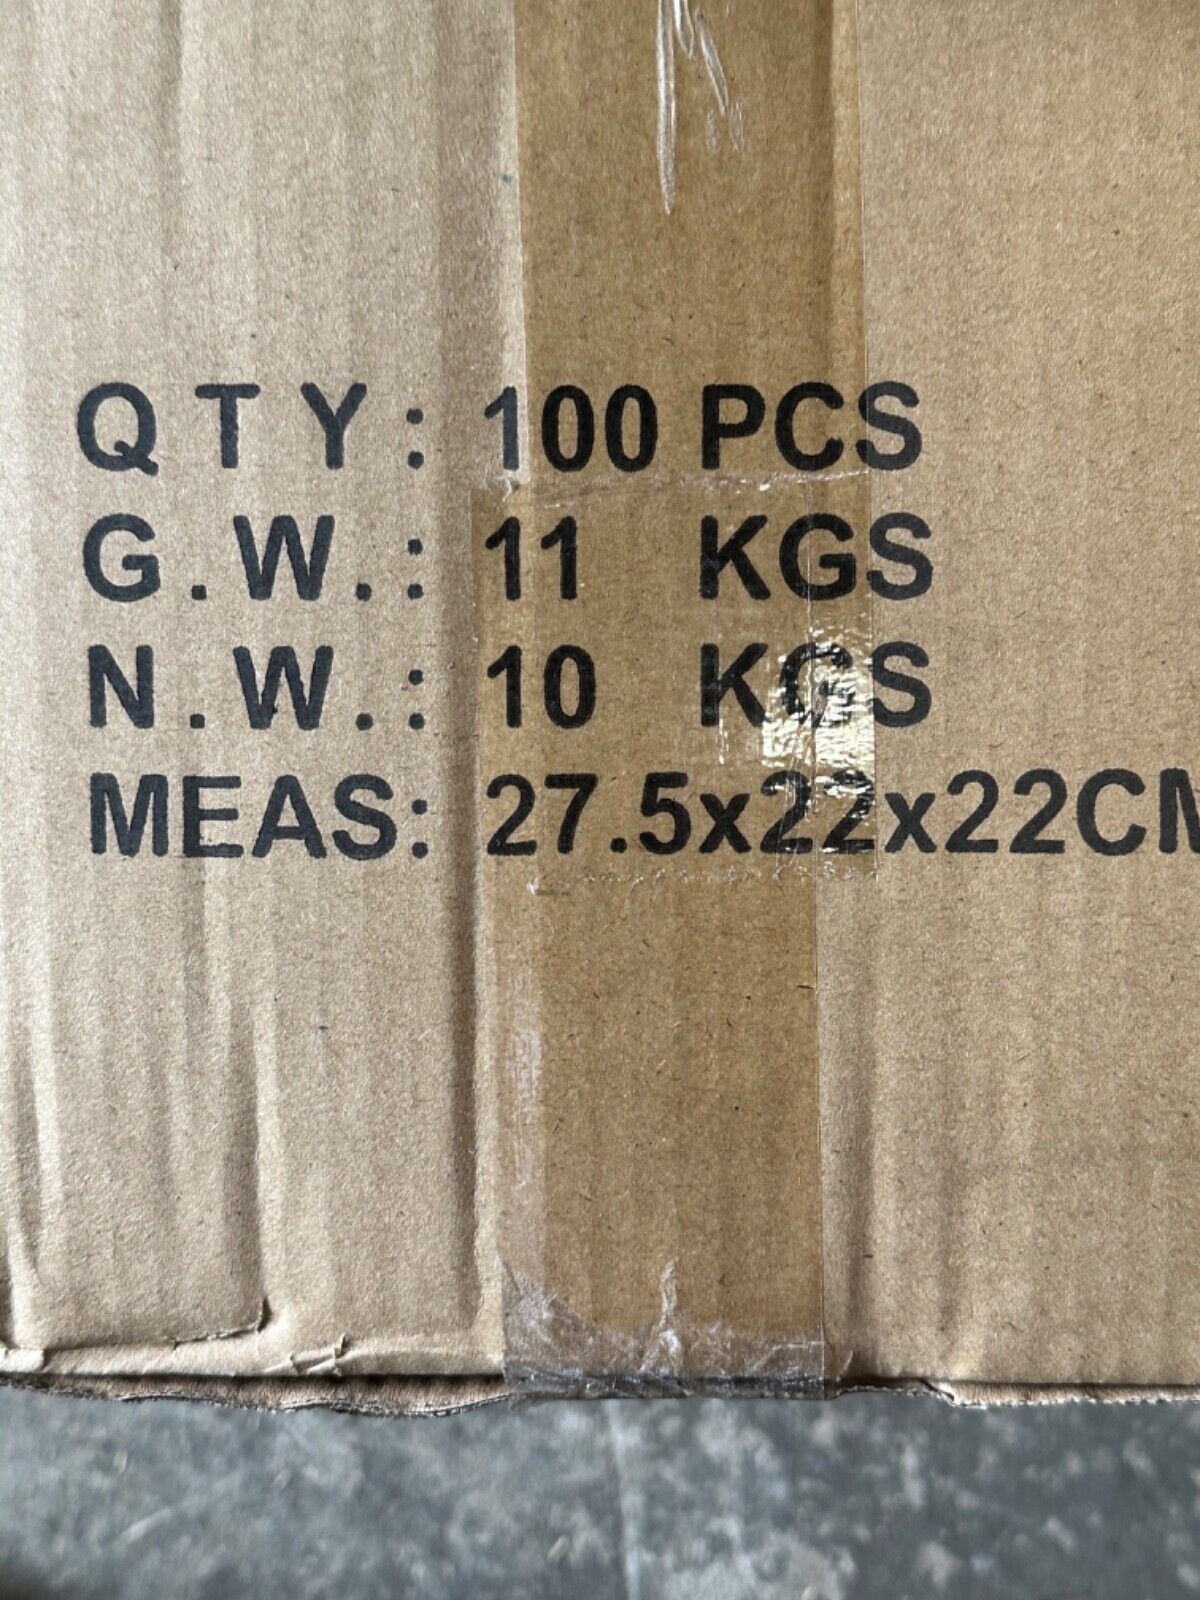 QTY: 100 PCS
G.W.: 11 KGS
N.W.: 10 KGS
MEAS: 27.5x22x22CM